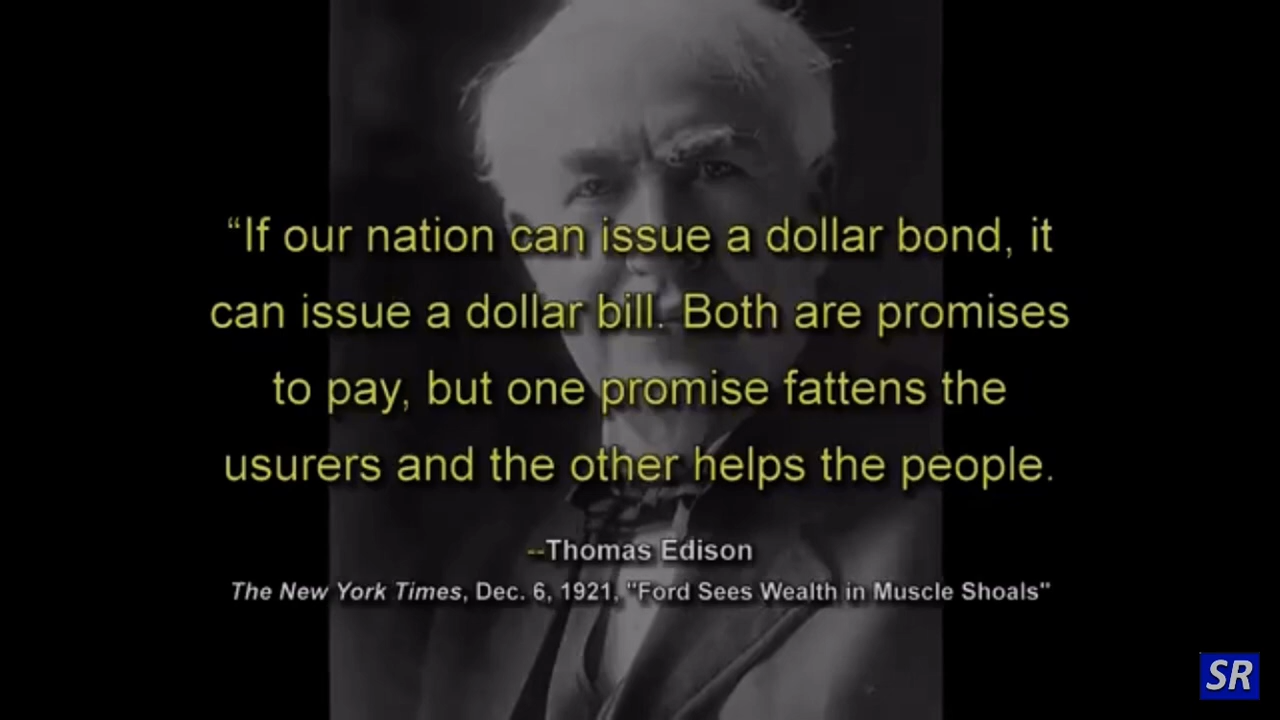 “If our nation can issue a dollar bond, it
can issue a dollar bill. Both are promises
to pay, but one promise fattens the
usurers and the other helps the people.
--Thomas Edison
The New York Times, Dec. 6, 1921, "Ford Sees Wealth in Muscle Shoals"
SR